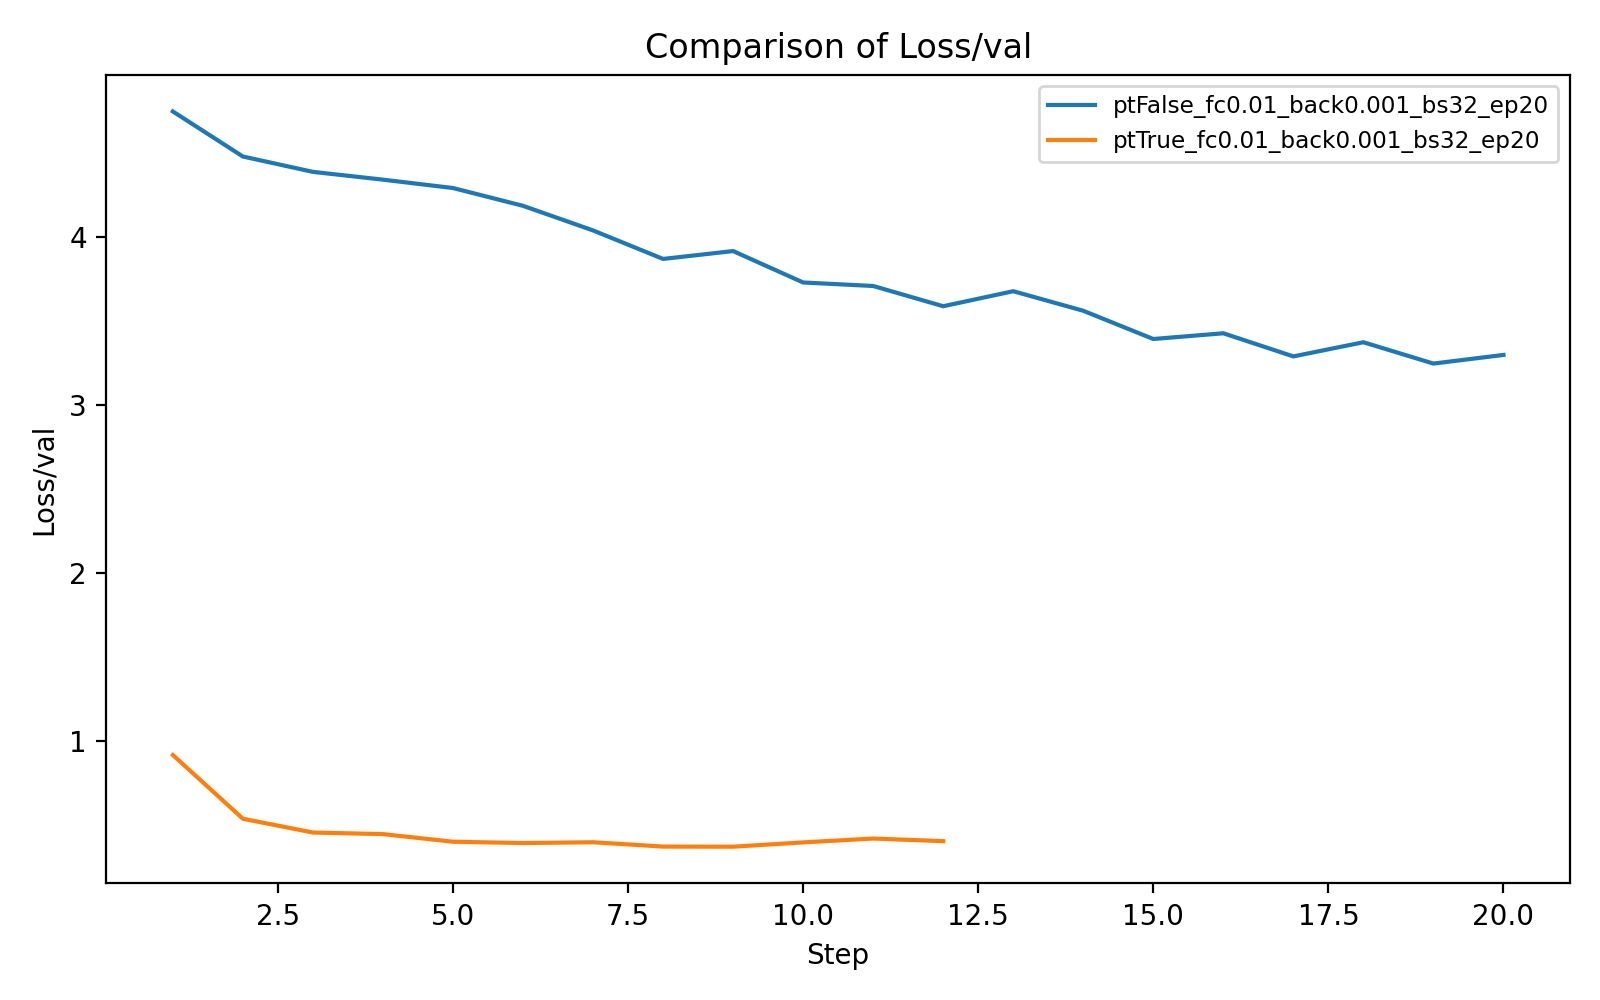 Comparison of Loss/val
ptFalse_fc0.01_back0.001_bs32_ep20
ptTrue_fc0.01_back0.001_bs32_ep20
Loss/val
4
3
2
1
2.5 5.0 7.5 10.0 12.5 15.0 17.5 20.0
Step